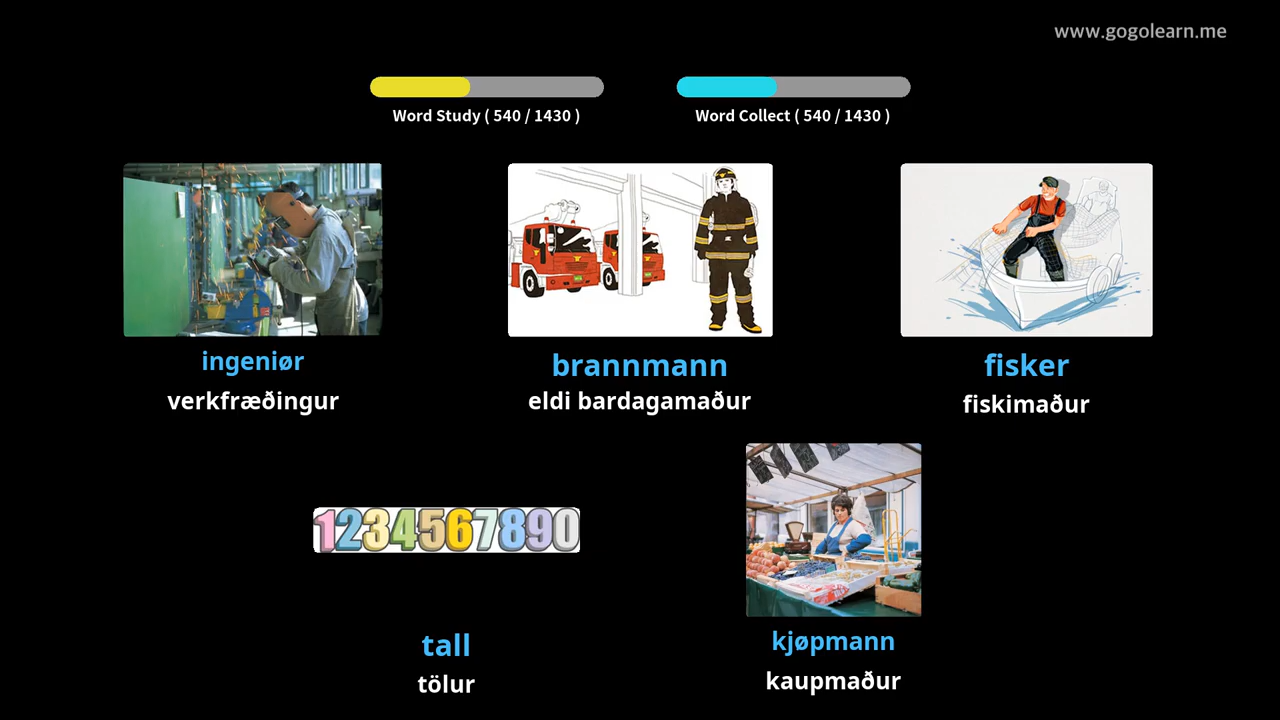 www.gogolearn.me
Word Study ( 540 / 1430 )
Word Collect ( 540 / 1430 )
ingeniør
verkfræðingur
brannmann
eldi bardagamaður
fisker
fiskimaður
1234567890
tall
tölur
kjøpmann
kaupmaður